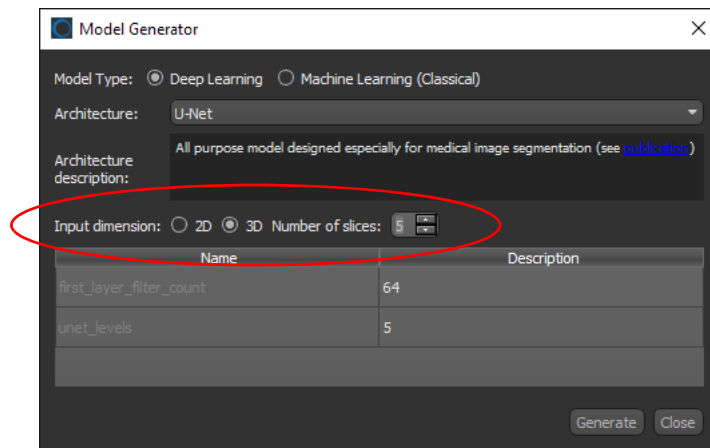 Model Generator
Model Type: Deep Learning Machine Learning (Classical)
Architecture: U-Net
Architecture description: All purpose model designed especially for medical image segmentation (see publication)
Input dimension: 2D 3D Number of slices: 5
Name Description
first_layer_filter_count 64
unet_levels 5
Generate Close